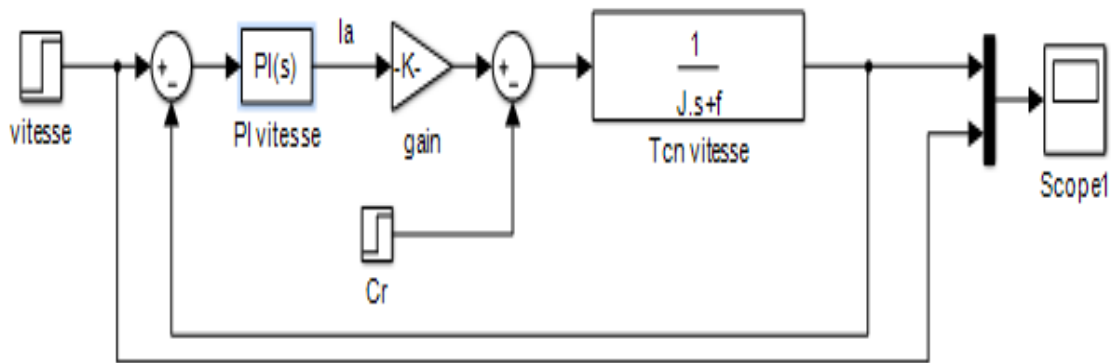 vitesse
+
-
PI(s)
PI vitesse
Ia
-K-
gain
+
-
Cr
1
J.s+f
Tcn vitesse
Scope1